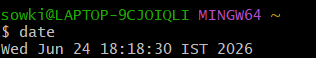 sowki@LAPTOP-9CJOIQLI MINGW64 ~
$ date
Wed Jun 24 18:18:30 IST 2026